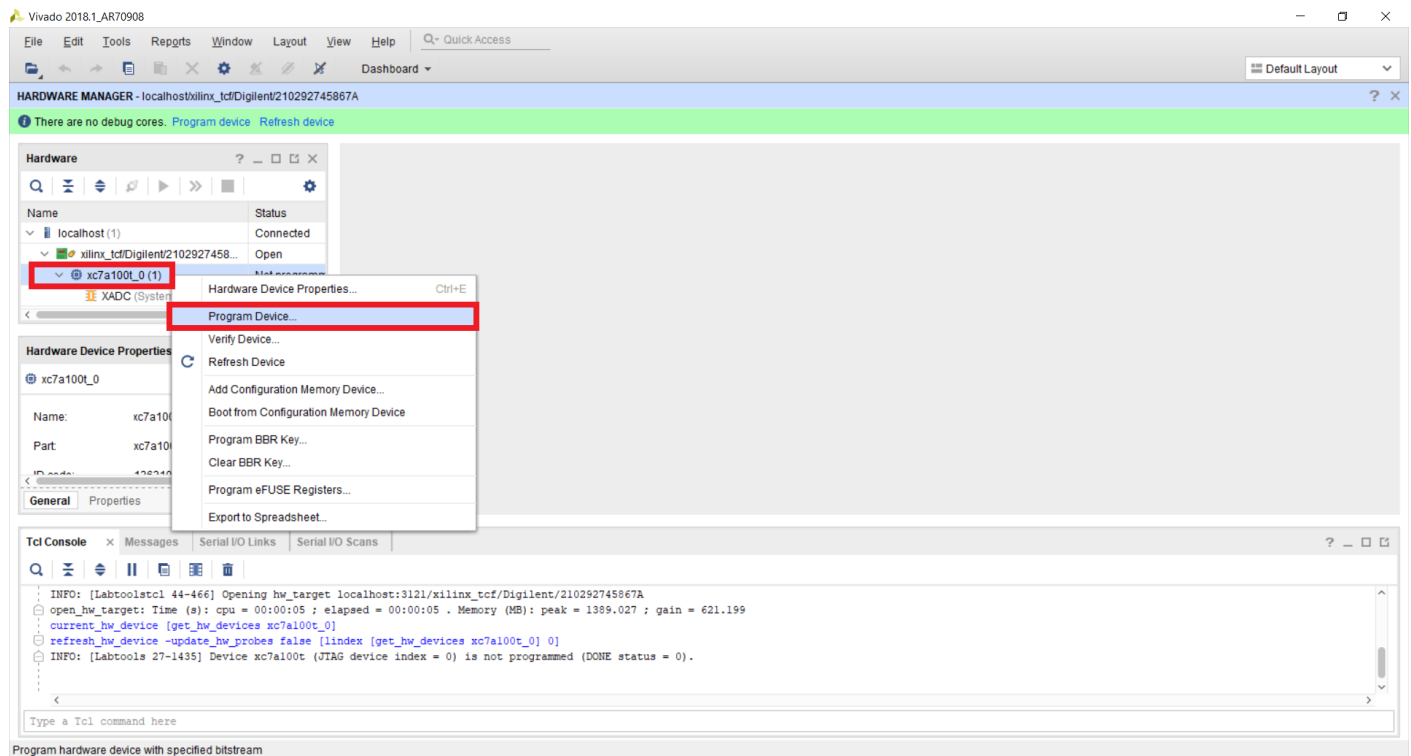 Vivado 2018.1_AR70908
File Edit Tools Reports Window Layout View Help Quick Access
Dashboard Default Layout
HARDWARE MANAGER - localhost/xilinx_tcf/Digilent/210292745867A
There are no debug cores. Program device Refresh device
Hardware
Name Status
localhost (1) Connected
xilinx_tcf/Digilent/2102927458... Open
xc7a100t_0 (1)
XADC (System
Hardware Device Properties... Ctrl+E
Program Device...
Verify Device...
Refresh Device
Add Configuration Memory Device...
Boot from Configuration Memory Device
Program BBR Key...
Clear BBR Key...
Program eFUSE Registers...
Export to Spreadsheet...
Hardware Device Properties
xc7a100t_0
Name: xc7a100
Part: xc7a10
General Properties
Tcl Console Messages Serial I/O Links Serial I/O Scans
INFO: [Labtoolstcl 44-466] Opening hw_target localhost:3121/xilinx_tcf/Digilent/210292745867A
open_hw_target: Time (s): cpu = 00:00:05 ; elapsed = 00:00:05 . Memory (MB): peak = 1389.027 ; gain = 621.199
current_hw_device [get_hw_devices xc7a100t_0]
refresh_hw_device -update_hw_probes false [lindex [get_hw_devices xc7a100t_0] 0]
INFO: [Labtools 27-1435] Device xc7a100t (JTAG device index = 0) is not programmed (DONE status = 0).
Type a Tcl command here
Program hardware device with specified bitstream